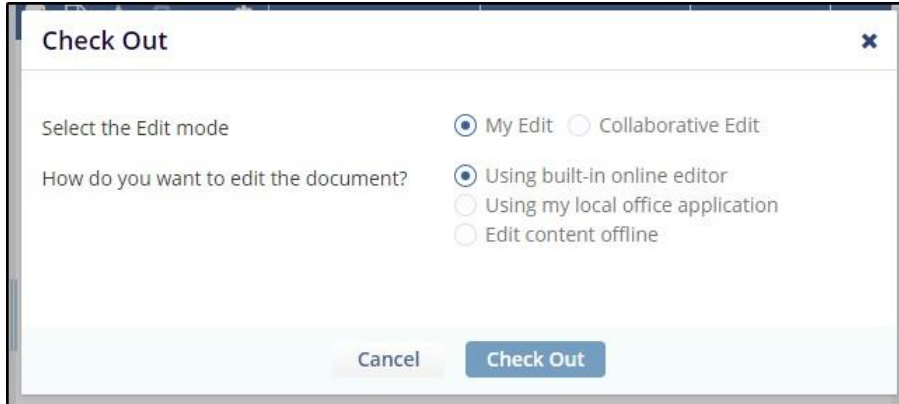 Check Out
Select the Edit mode
My Edit Collaborative Edit
How do you want to edit the document?
Using built-in online editor
Using my local office application
Edit content offline
Cancel Check Out